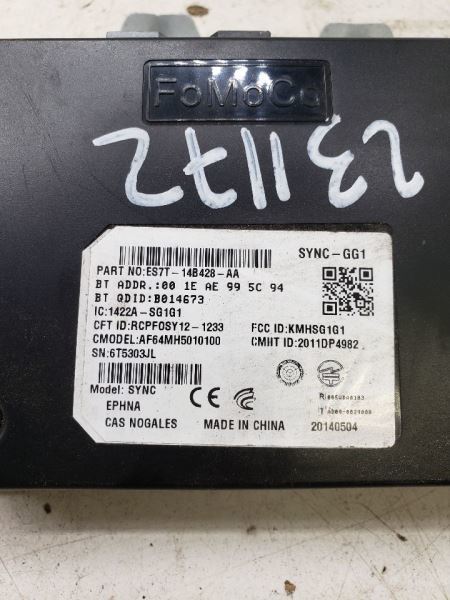 FoMoCo
231172
SYNC-GG1
PART NO:ES7T-14B428-AA
BT ADDR.:00 1E AE 99 5C 94
BT QDID:B014673
IC:1422A-SG1G1
CFT ID:RCPFOSY12-1233 FCC ID:KMHSG1G1
CMODEL:AF64MH5010100 CMIIT ID:2011DP4982
SN:6T5303JL
Model: SYNC
EPHNA
CAS NOGALES MADE IN CHINA 20140504